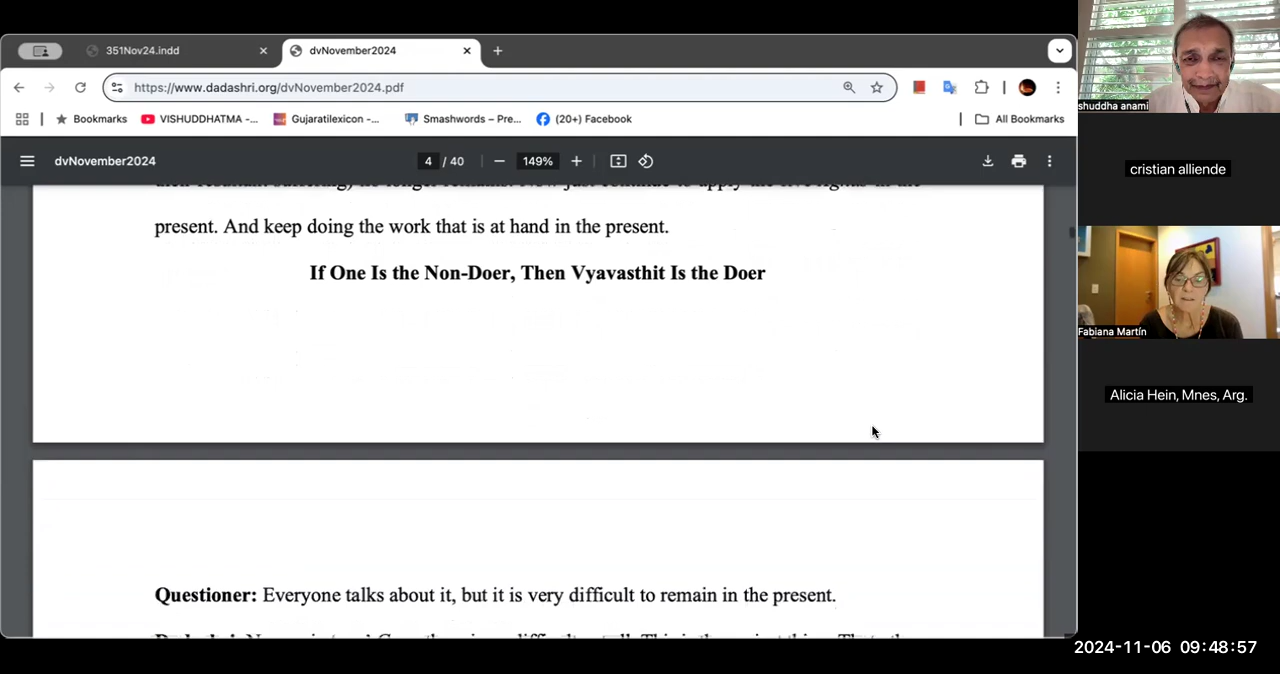 351Nov24.indd
dvNovember2024
https://www.dadashri.org/dvNovember2024.pdf
Bookmarks
VISHUDDHATMA -...
Gujaratilexicon -...
Smashwords – Pre...
(20+) Facebook
All Bookmarks
dvNovember2024
4 / 40
149%
present. And keep doing the work that is at hand in the present.
If One Is the Non-Doer, Then Vyavasthit Is the Doer
Questioner: Everyone talks about it, but it is very difficult to remain in the present.
shuddha anami
cristian alliende
Fabiana Martín
Alicia Hein, Mnes, Arg.
2024-11-06 09:48:57